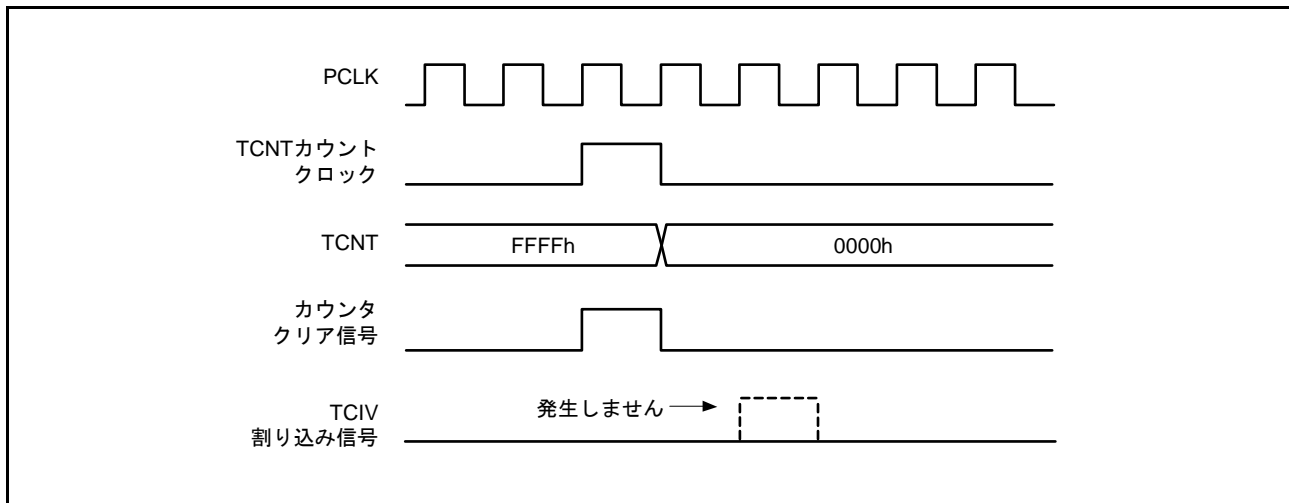 PCLK
TCNTカウント
クロック
TCNT
FFFFh
0000h
カウンタ
クリア信号
TCIV
割り込み信号
発生しません